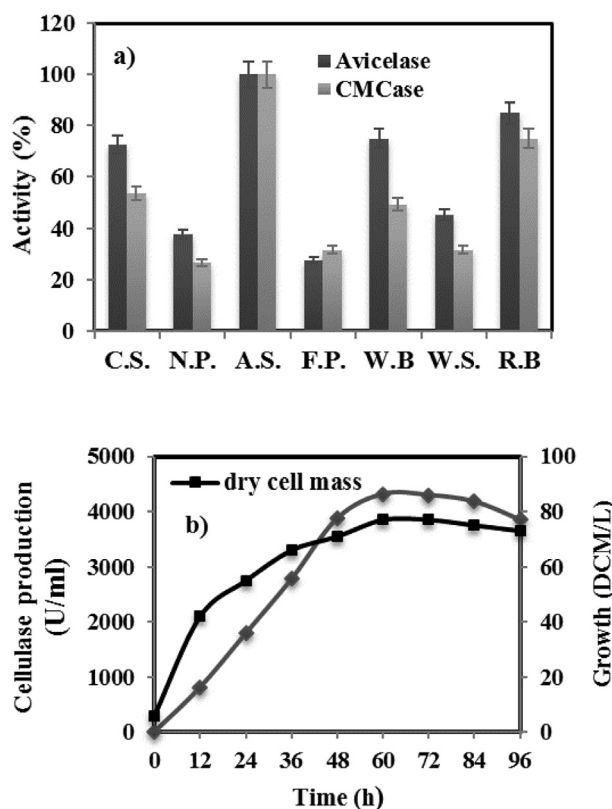 120
100
80
60
40
20
0
Activity (%)
a)
Avicelase
CMCase
C.S. N.P. A.S. F.P. W.B W.S. R.B
5000
4000
3000
2000
1000
0
Cellulase production
(U/ml)
dry cell mass
b)
100
80
60
40
20
0
Growth (DCM/L)
0 12 24 36 48 60 72 84 96
Time (h)